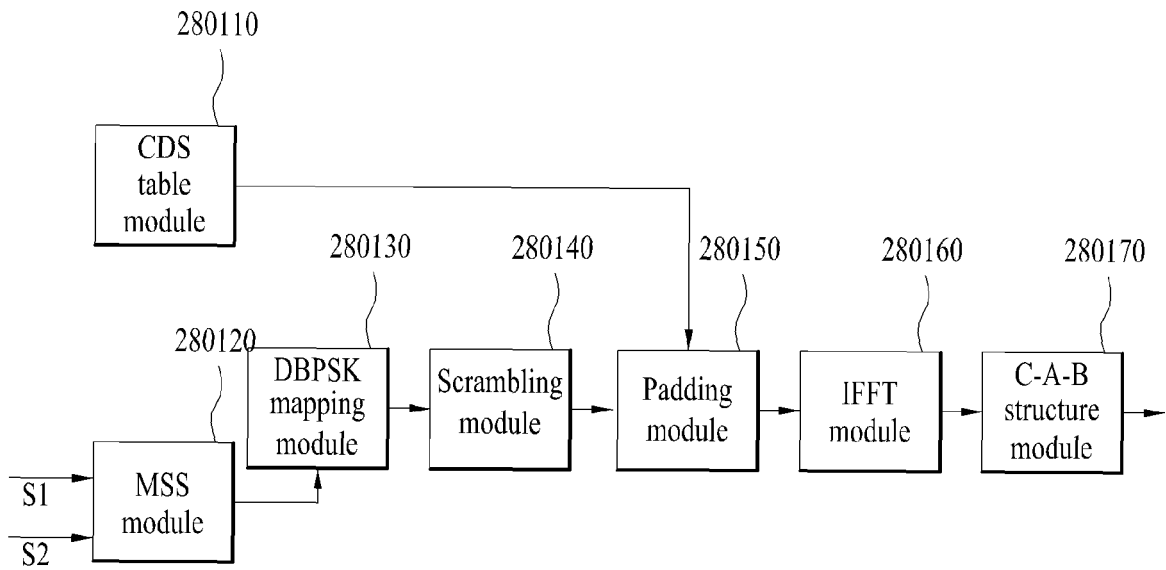 280110
CDS
table
module
280130
280140
280150
280160
280170
280120
DBPSK
mapping
module
Scrambling
module
Padding
module
IFFT
module
C-A-B
structure
module
S1
S2
MSS
module